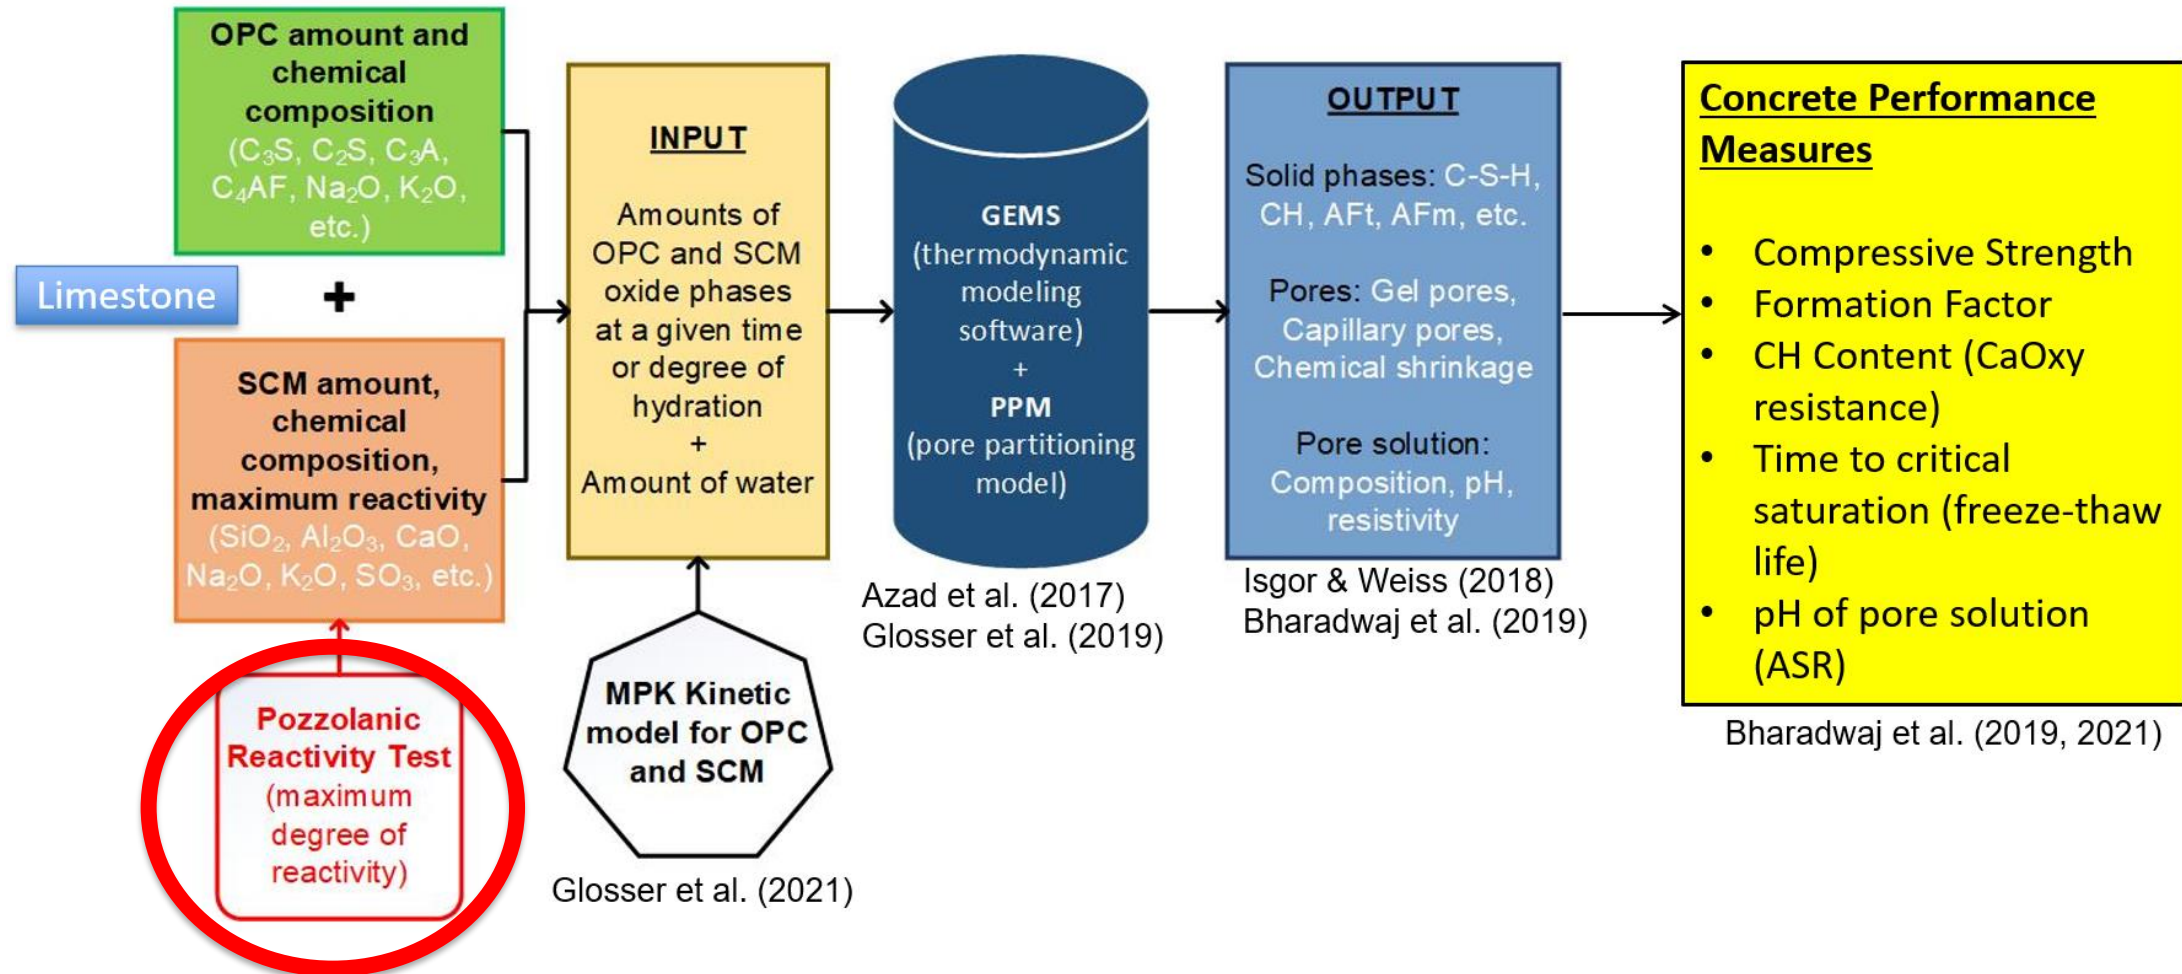 OPC amount and
chemical
composition
(C₃S, C₂S, C₃A,
C₄AF, Na₂O, K₂O,
etc.)
Limestone
+
SCM amount,
chemical
composition,
maximum reactivity
(SiO₂, Al₂O₃, CaO,
Na₂O, K₂O, SO₃, etc.)
Pozzolanic
Reactivity Test
(maximum
degree of
reactivity)
INPUT
Amounts of
OPC and SCM
oxide phases
at a given time
or degree of
hydration
+
Amount of water
MPK Kinetic
model for OPC
and SCM
Glosser et al. (2021)
GEMS
(thermodynamic
modeling
software)
+
PPM
(pore partitioning
model)
Azad et al. (2017)
Glosser et al. (2019)
OUTPUT
Solid phases: C-S-H,
CH, AFt, AFm, etc.
Pores: Gel pores,
Capillary pores,
Chemical shrinkage
Pore solution:
Composition, pH,
resistivity
Isgor & Weiss (2018)
Bharadwaj et al. (2019)
Concrete Performance
Measures
• Compressive Strength
• Formation Factor
• CH Content (CaOxy
resistance)
• Time to critical
saturation (freeze-thaw
life)
• pH of pore solution
(ASR)
Bharadwaj et al. (2019, 2021)